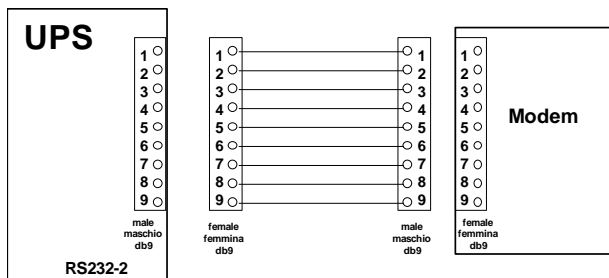 UPS
1 1 1 1
2 2 2 2
3 3 3 3
4 4 4 4
5 5 5 5
6 6 6 6
7 7 7 7
8 8 8 8
9 9 9 9
Modem
male
maschio
db9
female
femmina
db9
male
maschio
db9
female
femmina
db9
RS232-2